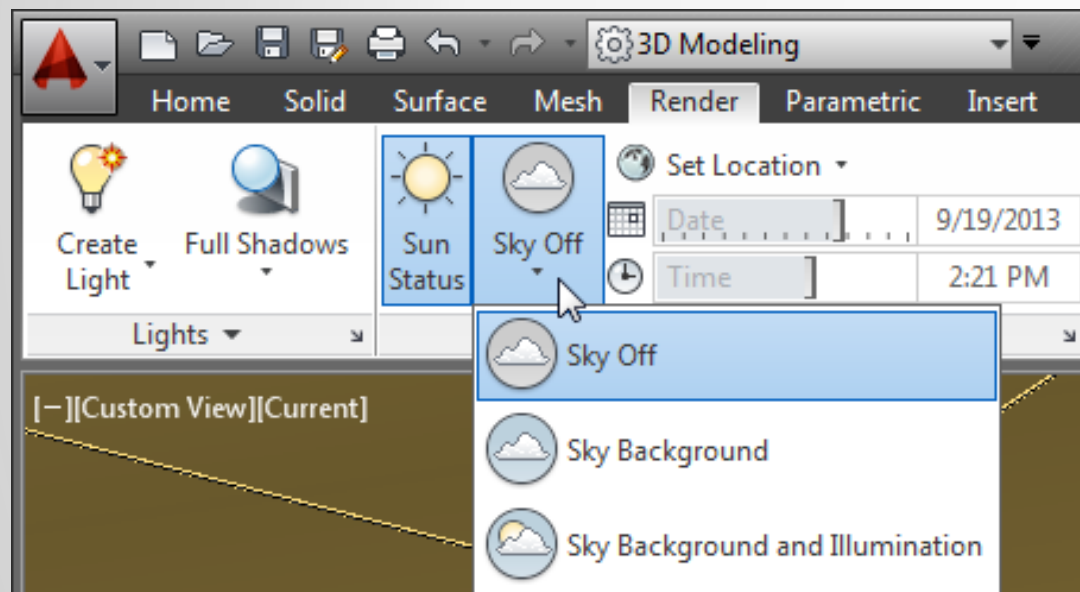 3D Modeling
Home Solid Surface Mesh Render Parametric Insert
Set Location
Date 9/19/2013
Create Light
Full Shadows
Sun Status
Sky Off
Time 2:21 PM
Lights
Sky Off
[−][Custom View][Current]
Sky Background
Sky Background and Illumination